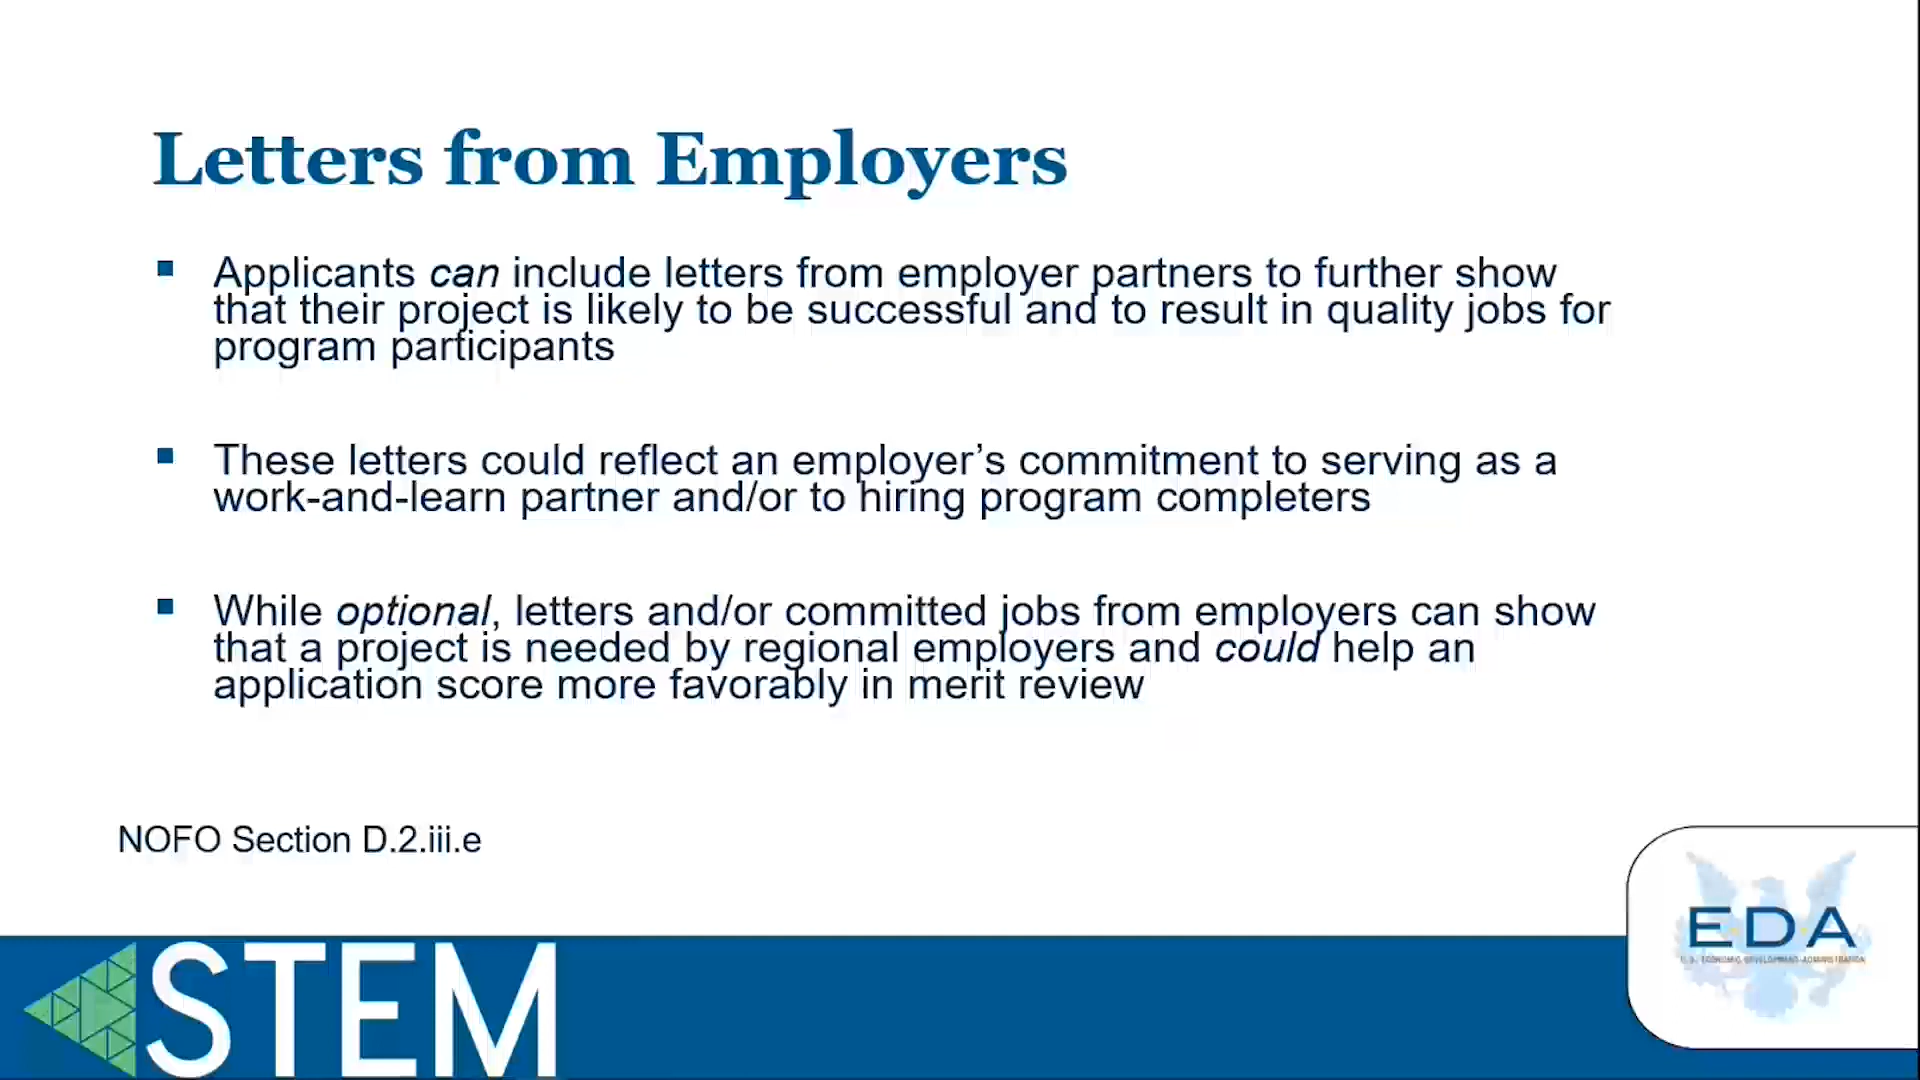 Letters from Employers
Applicants can include letters from employer partners to further show
that their project is likely to be successful and to result in quality jobs for
program participants
These letters could reflect an employer’s commitment to serving as a
work-and-learn partner and/or to hiring program completers
While optional, letters and/or committed jobs from employers can show
that a project is needed by regional employers and could help an
application score more favorably in merit review
NOFO Section D.2.iii.e
STEM
EDA
U.S. ECONOMIC DEVELOPMENT ADMINISTRATION